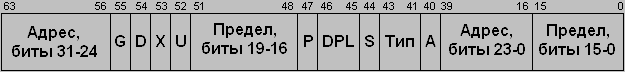 63 56 55 54 53 52 51 48 47 46 45 44 43 41 40 39 16 15 0
Адрес, биты 31-24 G D X U Предел, биты 19-16 P DPL S Тип A Адрес, биты 23-0 Предел, биты 15-0